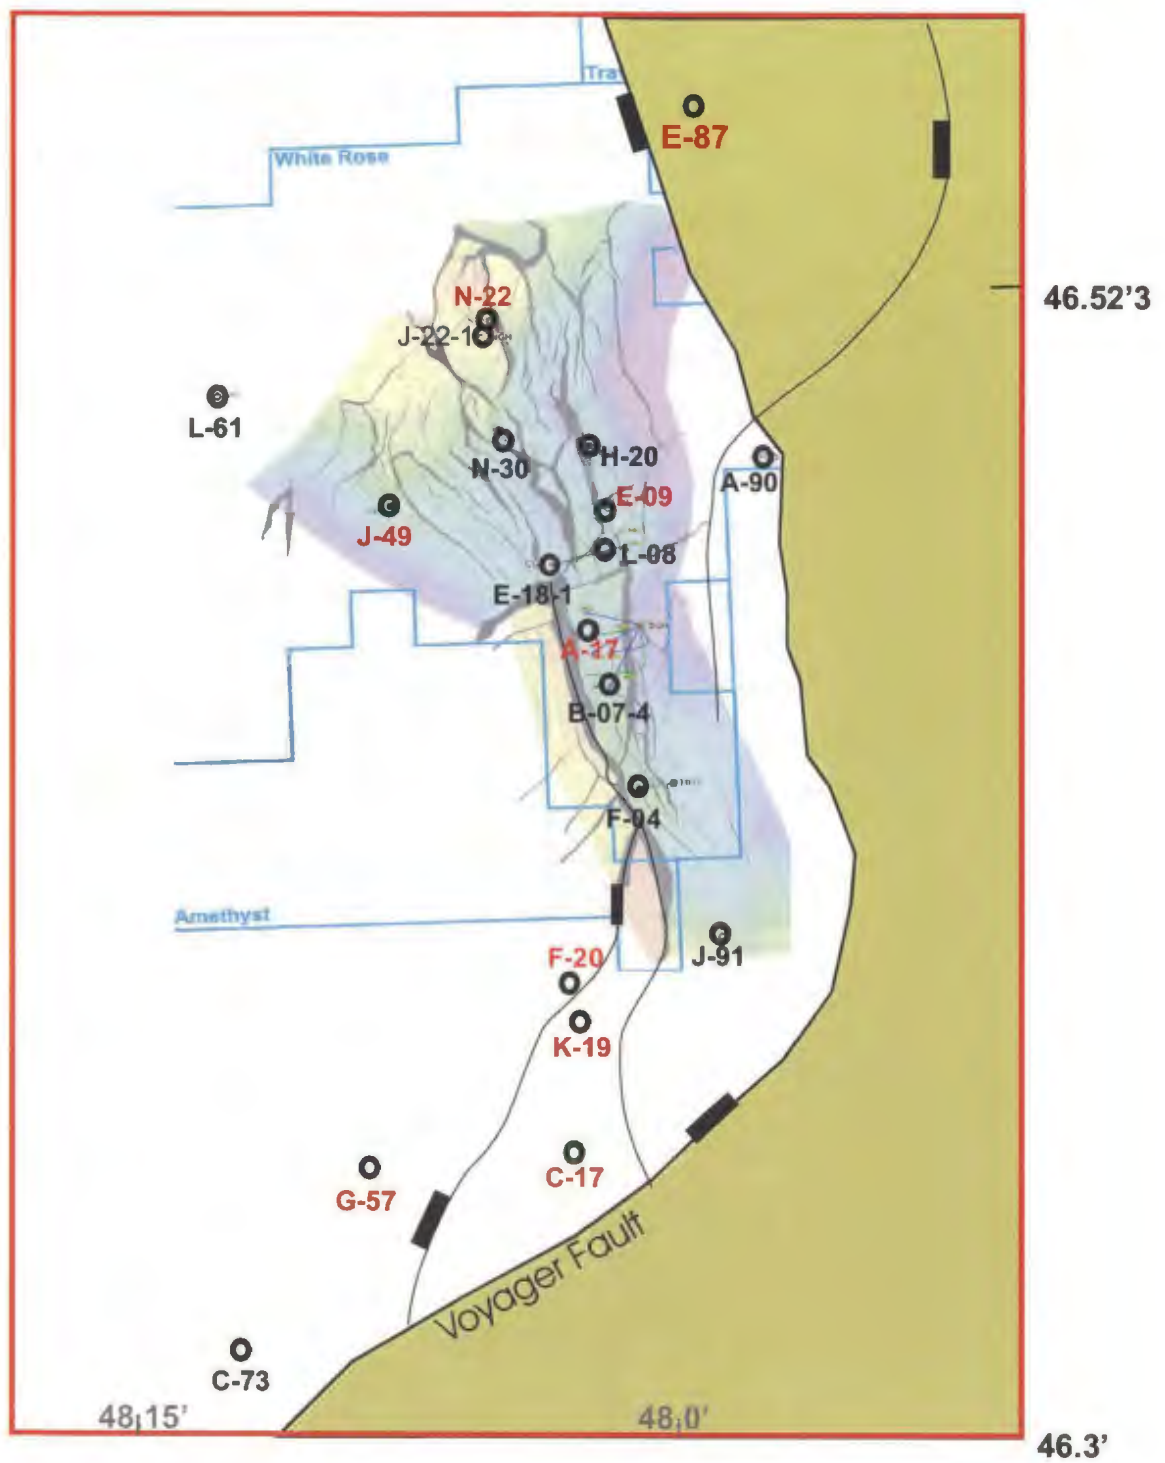 Tra
E-87
White Rose
46.52'3
N-22
J-22-1
L-61
N-30
H-20
A-90
E-09
J-49
L-08
E-18-1
A-17
B-07-4
F-04
Amethyst
J-91
F-20
K-19
C-17
G-57
Voyager Fault
C-73
48,15'
48,0'
46.3'